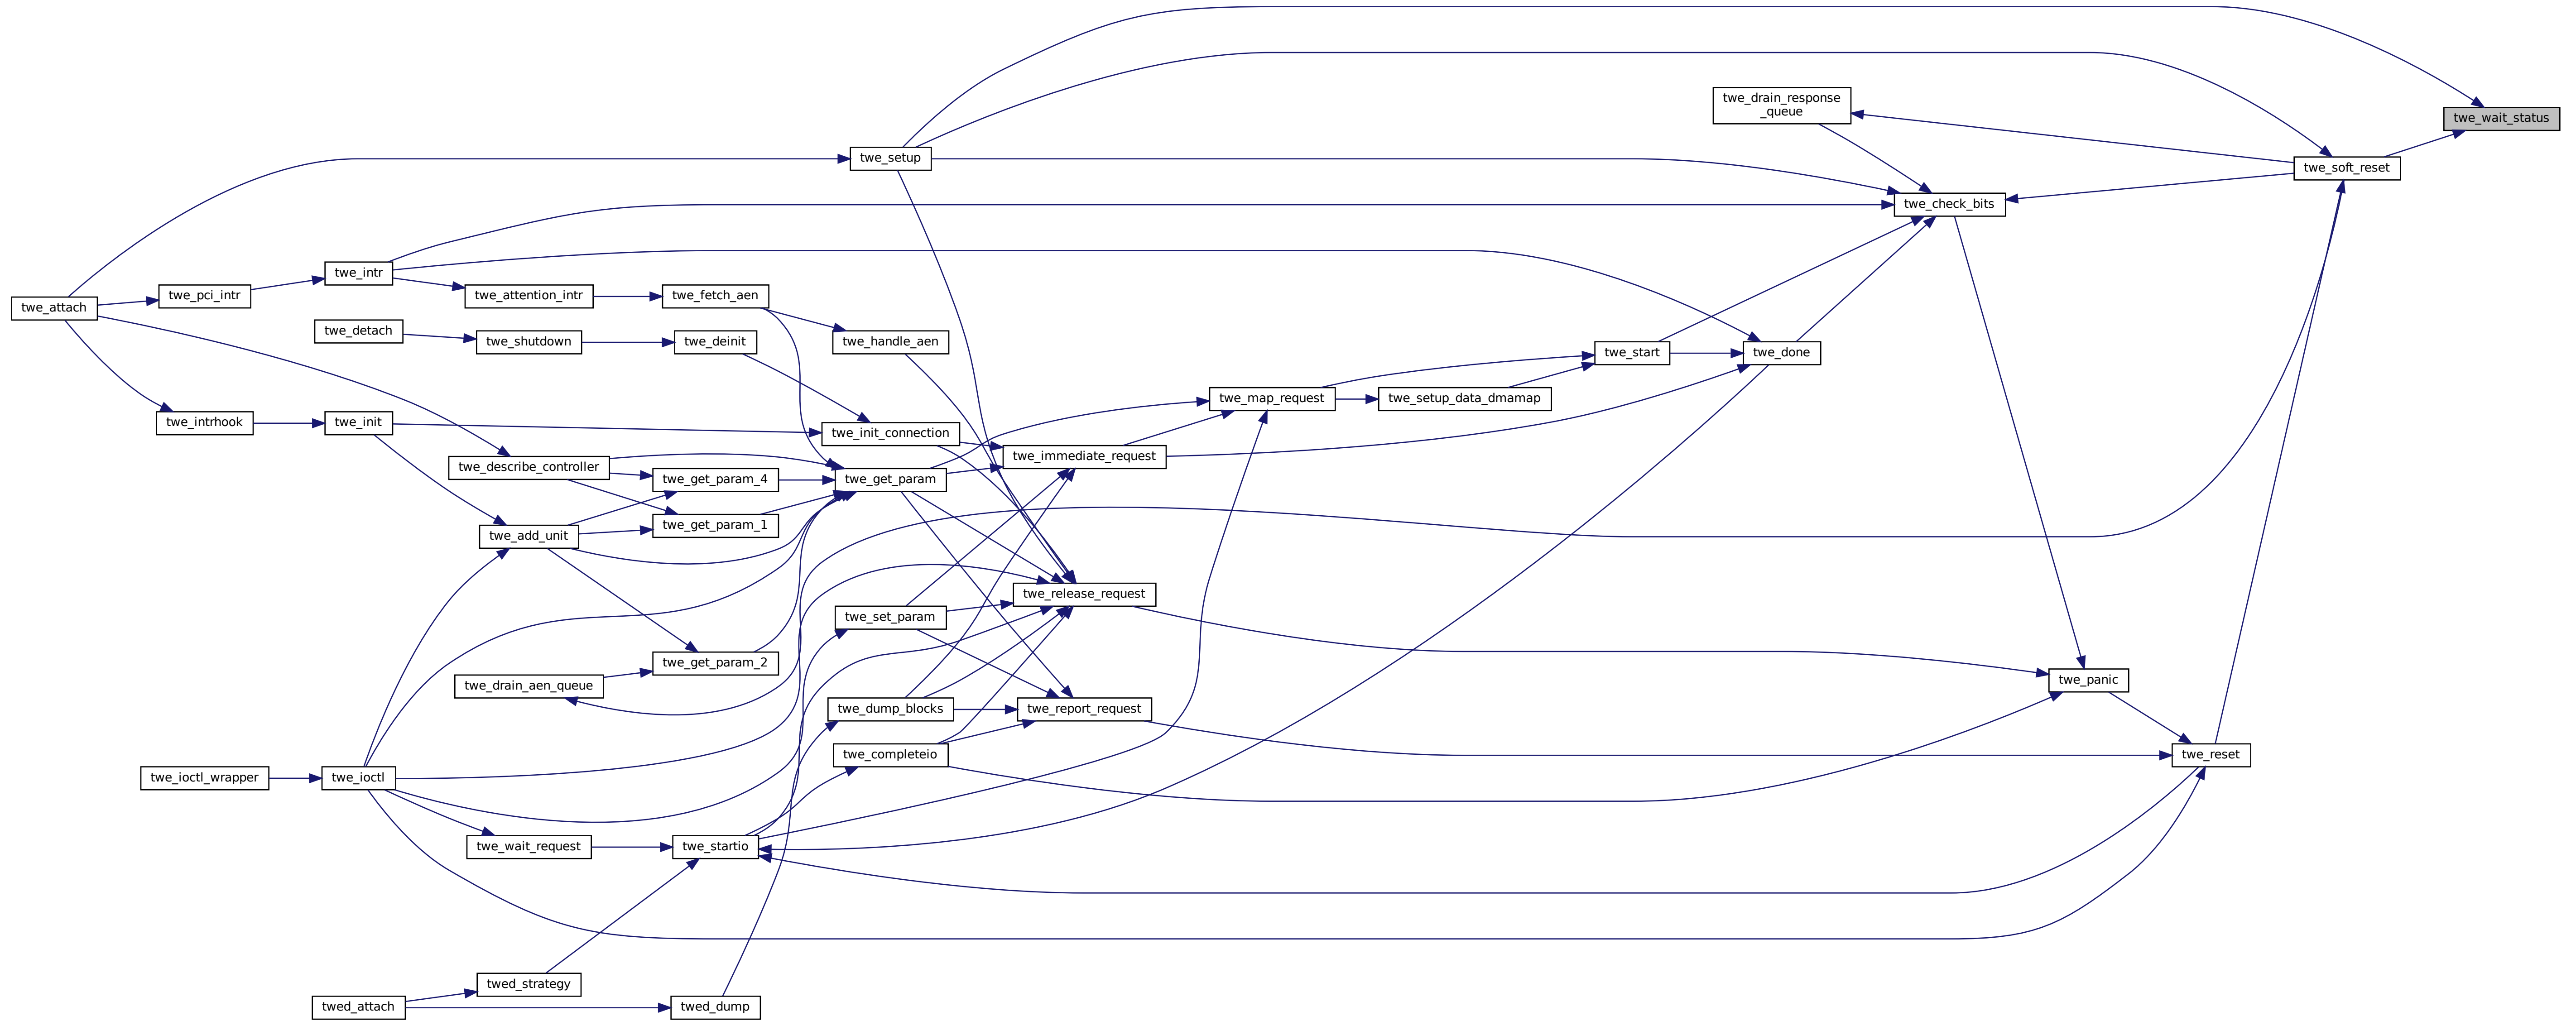 twe_drain_response
_queue
twe_wait_status
twe_setup
twe_soft_reset
twe_check_bits
twe_intr
twe_pci_intr
twe_attention_intr
twe_fetch_aen
twe_attach
twe_detach
twe_shutdown
twe_deinit
twe_handle_aen
twe_start
twe_done
twe_map_request
twe_setup_data_dmamap
twe_intrhook
twe_init
twe_init_connection
twe_immediate_request
twe_describe_controller
twe_get_param_4
twe_get_param
twe_get_param_1
twe_add_unit
twe_release_request
twe_set_param
twe_get_param_2
twe_drain_aen_queue
twe_panic
twe_dump_blocks
twe_report_request
twe_completeio
twe_reset
twe_ioctl_wrapper
twe_ioctl
twe_wait_request
twe_startio
twed_strategy
twed_attach
twed_dump